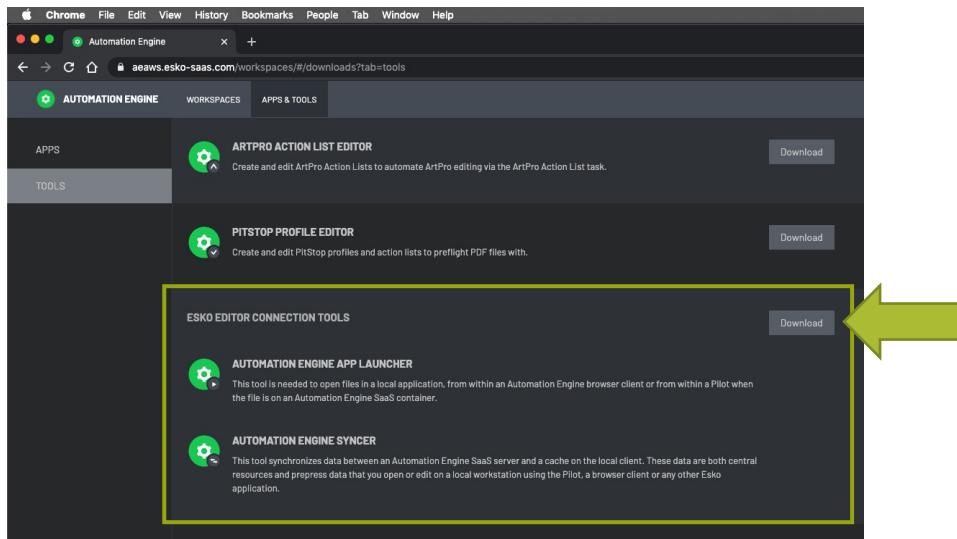 Chrome File Edit View History Bookmarks People Tab Window Help
Automation Engine
aeaws.esko-saas.com/workspaces/#/downloads?tab=tools
AUTOMATION ENGINE WORKSPACES APPS & TOOLS
APPS
TOOLS
ARTPRO ACTION LIST EDITOR
Download
Create and edit ArtPro Action Lists to automate ArtPro editing via the ArtPro Action List task.
PITSTOP PROFILE EDITOR
Download
Create and edit PitStop profiles and action lists to preflight PDF files with.
ESKO EDITOR CONNECTION TOOLS
Download
AUTOMATION ENGINE APP LAUNCHER
This tool is needed to open files in a local application, from within an Automation Engine browser client or from within a Pilot when
the file is on an Automation Engine SaaS container.
AUTOMATION ENGINE SYNCER
This tool synchronizes data between an Automation Engine SaaS server and a cache on the local client. These data are both central
resources and prepress data that you open or edit on a local workstation using the Pilot, a browser client or any other Esko
application.